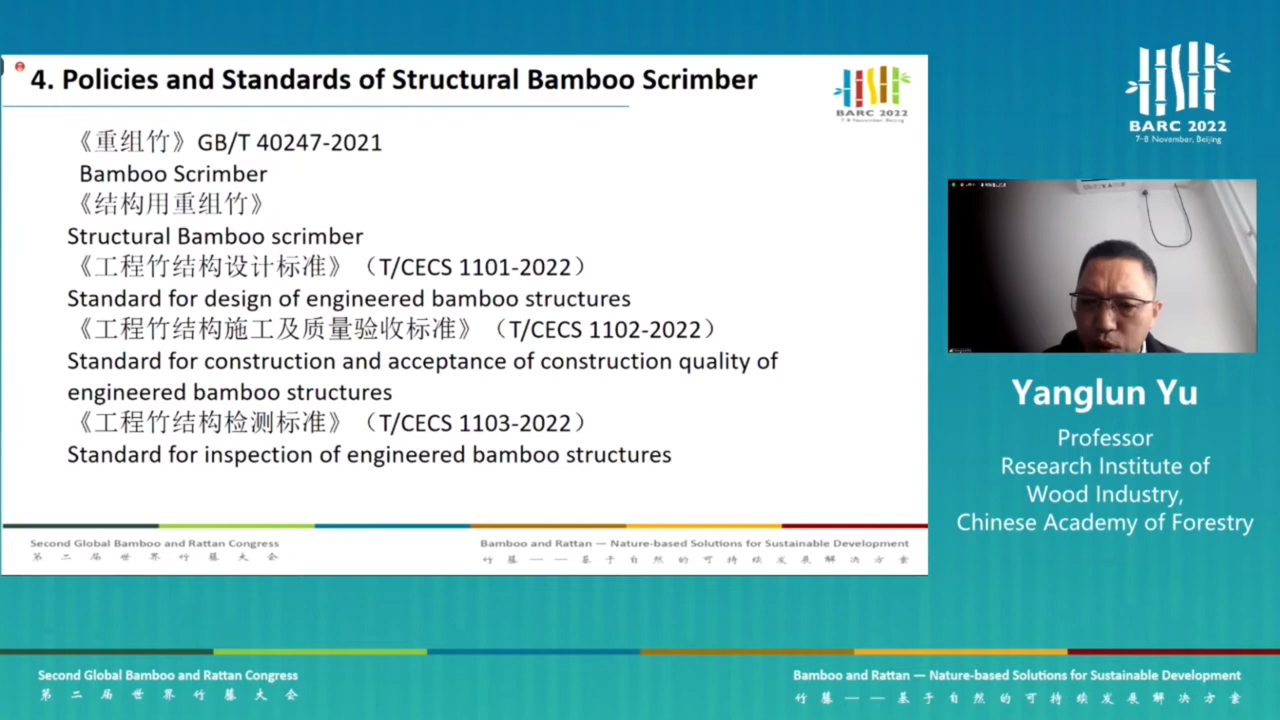 4. Policies and Standards of Structural Bamboo Scrimber
BARC 2022
7-8 November, Beijing
《重组竹》GB/T 40247-2021
Bamboo Scrimber
《结构用重组竹》
Structural Bamboo scrimber
《工程竹结构设计标准》（T/CECS 1101-2022）
Standard for design of engineered bamboo structures
《工程竹结构施工及质量验收标准》（T/CECS 1102-2022）
Standard for construction and acceptance of construction quality of
engineered bamboo structures
《工程竹结构检测标准》（T/CECS 1103-2022）
Standard for inspection of engineered bamboo structures
Second Global Bamboo and Rattan Congress
第二届世界竹藤大会
Bamboo and Rattan — Nature-based Solutions for Sustainable Development
竹藤——基于自然的可持续发展解决方案
BARC 2022
7-8 November, Beijing
Yanglun Yu
Professor
Research Institute of
Wood Industry,
Chinese Academy of Forestry
Second Global Bamboo and Rattan Congress
第二届世界竹藤大会
Bamboo and Rattan — Nature-based Solutions for Sustainable Development
竹藤——基于自然的可持续发展解决方案